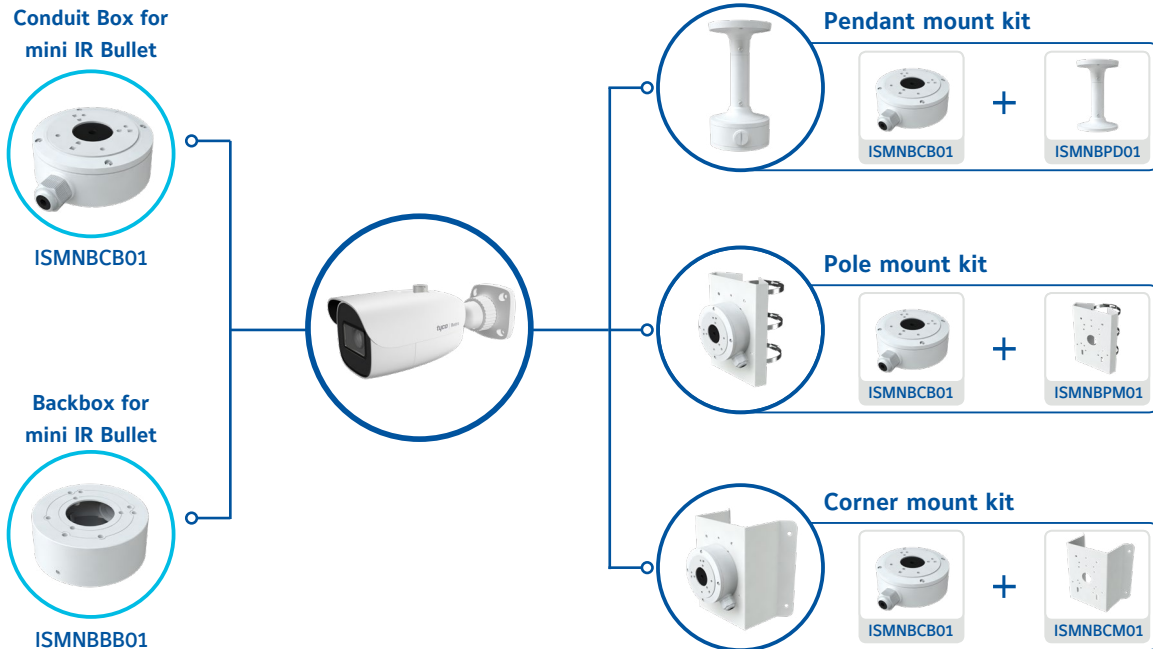 Conduit Box for
mini IR Bullet
ISMNBCB01
Backbox for
mini IR Bullet
ISMNBBB01
tyco
Pendant mount kit
ISMNBCB01
+
ISMNBPD01
Pole mount kit
ISMNBCB01
+
ISMNBPM01
Corner mount kit
ISMNBCB01
+
ISMNBCM01